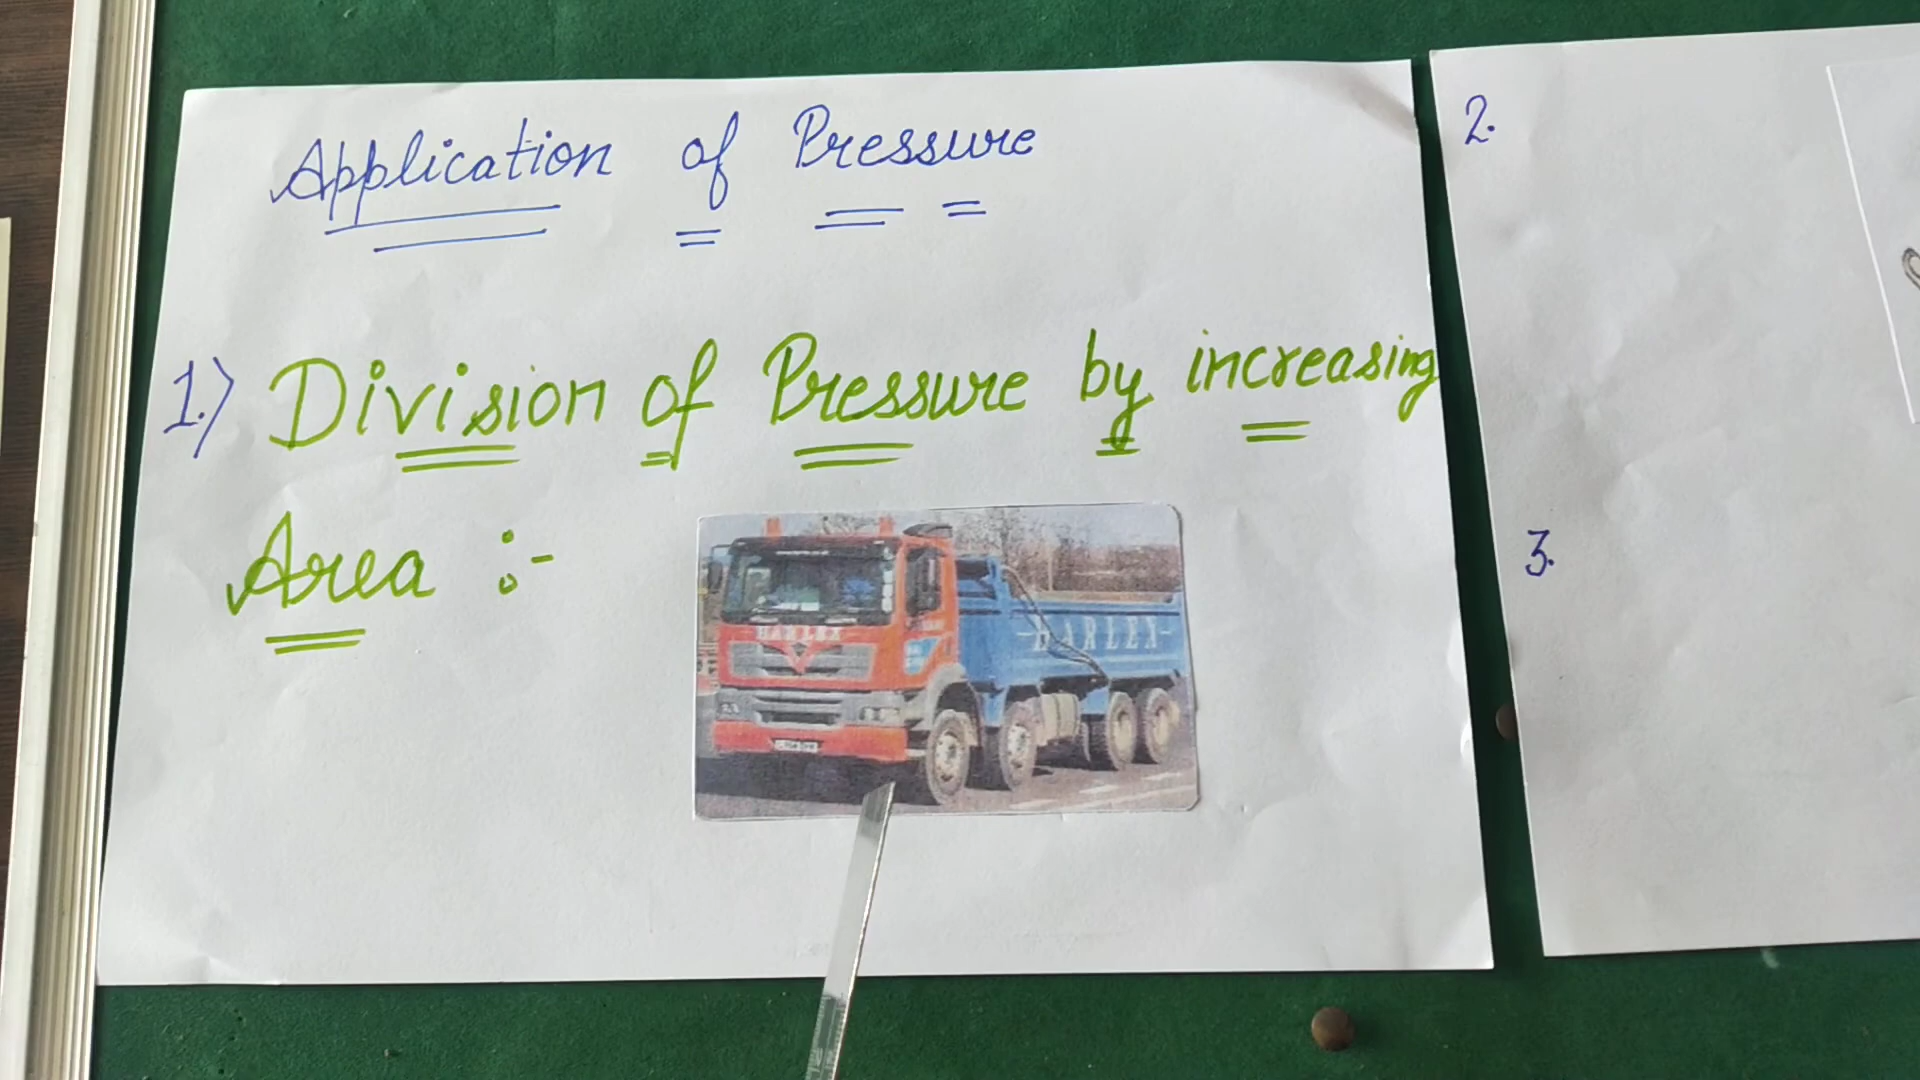 Application of Pressure
1.) Division of Pressure by increasing
Area :-
HARLEX
HARLEX
2.
3.